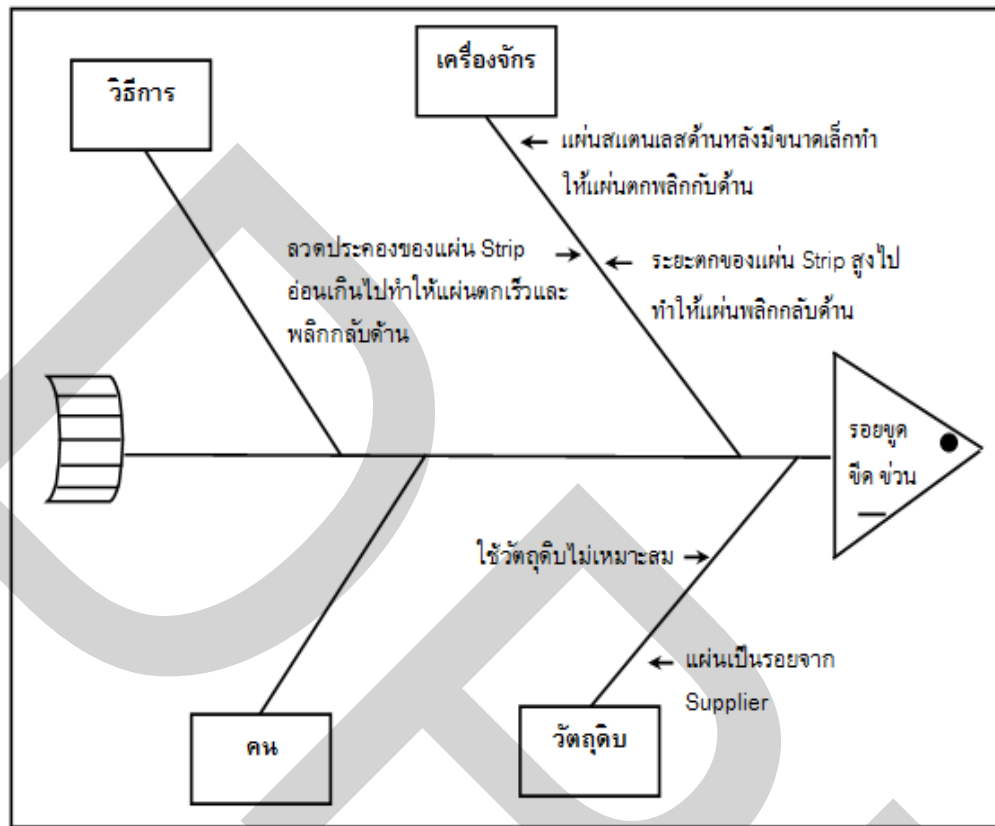 วิธีการ
เครื่องจักร
แผ่นสแตนเลสด้านหลังมีขนาดเล็กทำ
ให้แผ่นตกพลิกกับด้าน
ลวดประคองของแผ่น Strip
อ่อนเกินไปทำให้แผ่นตกเร็วและ
พลิกกลับด้าน
ระยะตกของแผ่น Strip สูงไป
ทำให้แผ่นพลิกกลับด้าน
รอยขูด
ขีด ข่วน
ใช้วัตถุดิบไม่เหมาะสม
แผ่นเป็นรอยจาก
Supplier
คน
วัตถุดิบ